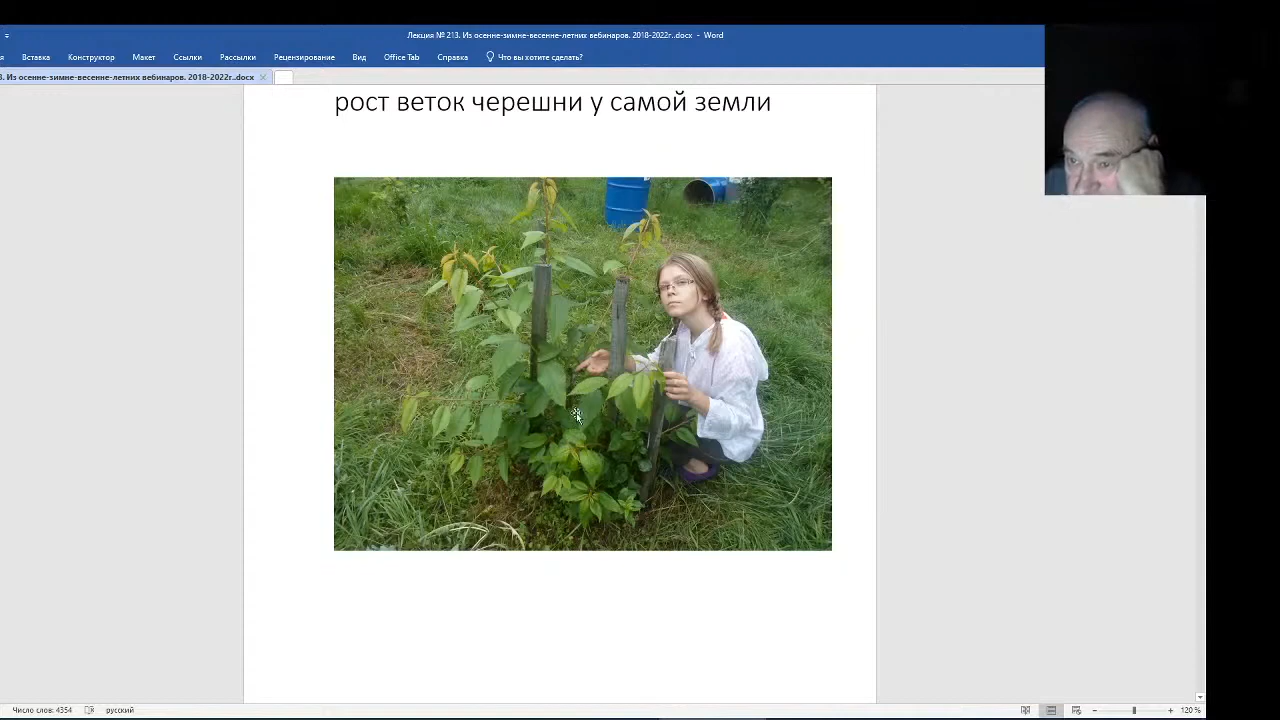 Лекция № 213. Из осенне-зимне-весенне-летних вебинаров. 2018-2022г..docx - Word
я Вставка Конструктор Макет Ссылки Рассылки Рецензирование Вид Office Tab Справка Что вы хотите сделать?
3. Из осенне-зимне-весенне-летних вебинаров. 2018-2022г..docx
рост веток черешни у самой земли
Число слов: 4354 русский 120 %